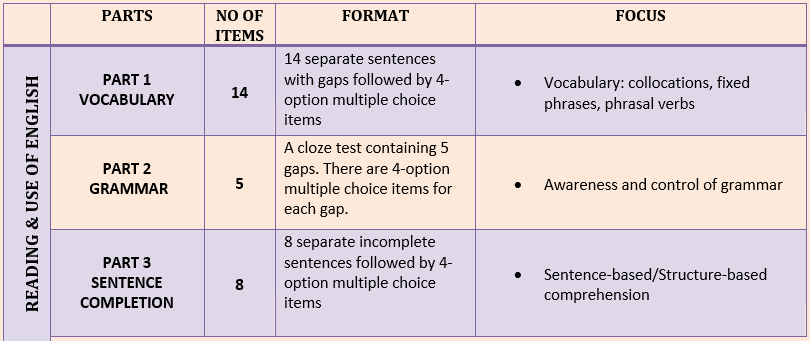 PARTS
NO OF
ITEMS
FORMAT
FOCUS
READING & USE OF ENGLISH
PART 1
VOCABULARY
14
14 separate sentences
with gaps followed by 4-
option multiple choice
items
• Vocabulary: collocations, fixed
phrases, phrasal verbs
PART 2
GRAMMAR
5
A cloze test containing 5
gaps. There are 4-option
multiple choice items for
each gap.
• Awareness and control of grammar
PART 3
SENTENCE
COMPLETION
8
8 separate incomplete
sentences followed by 4-
option multiple choice
items
• Sentence-based/Structure-based
comprehension